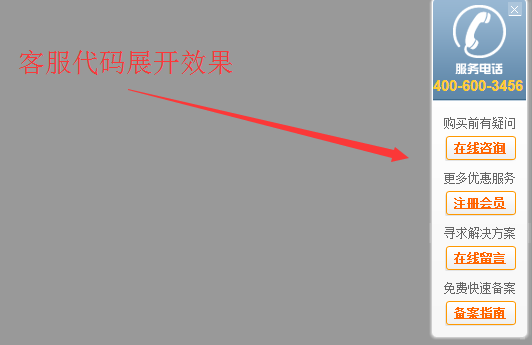 客服代码展开效果
服务电话
400-600-3456
购买前有疑问
在线咨询
更多优惠服务
注册会员
寻求解决方案
在线留言
免费快速备案
备案指南